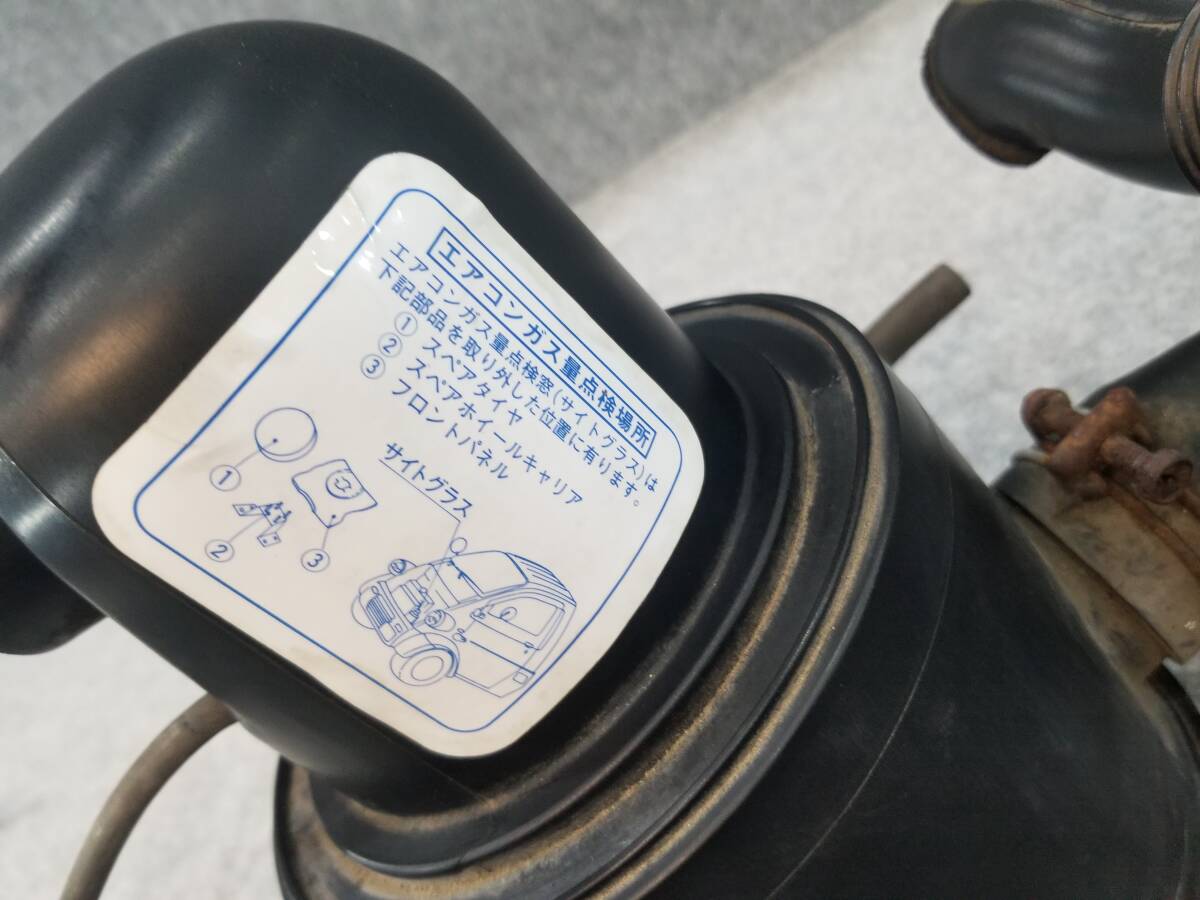 エアコンガス量点検場所
エアコンガス量点検窓(サイトグラス)は
下記部品を取り外した位置に有ります。
① スペアタイヤ
② スペアホイールキャリア
③ フロントパネル
サイトグラス
①
②
③